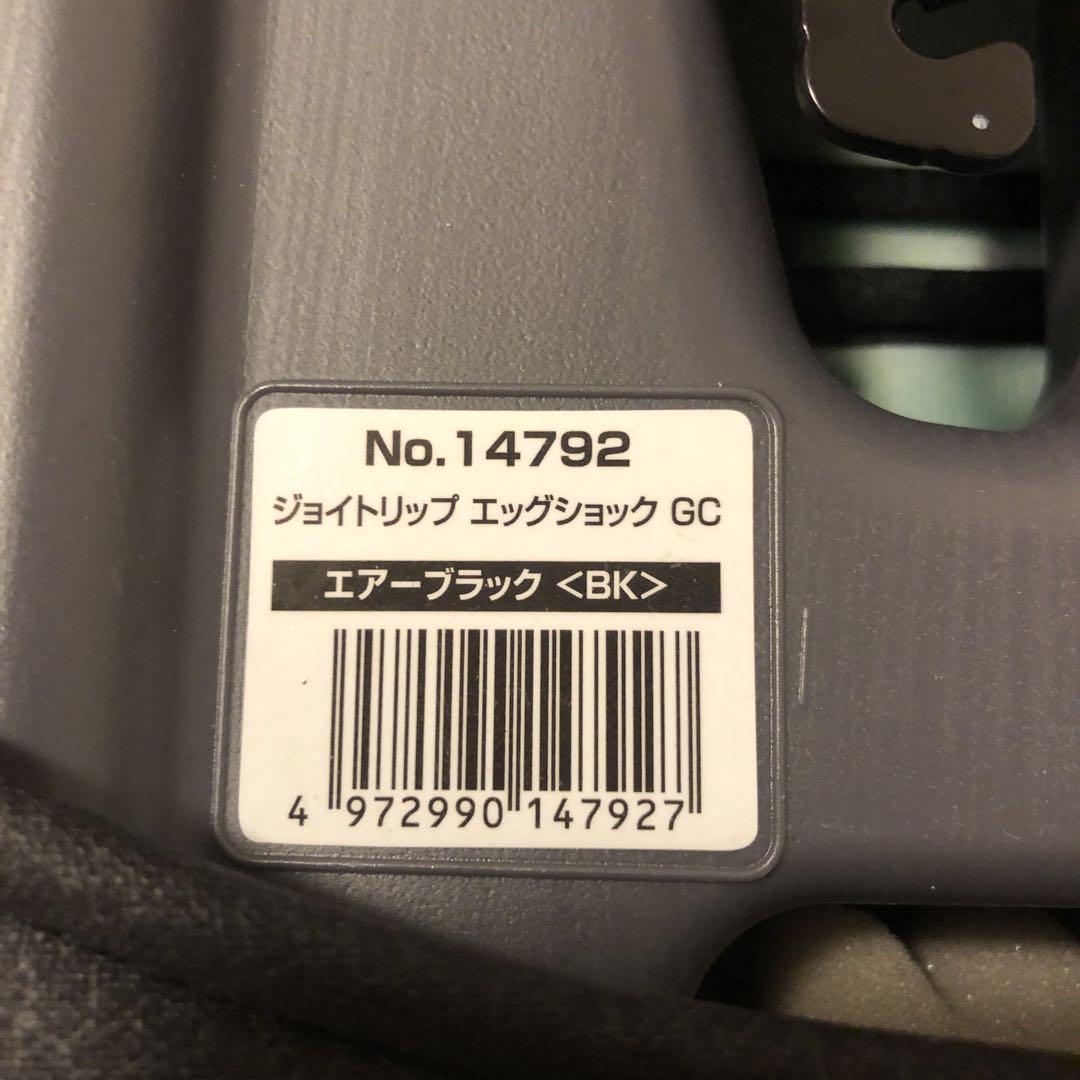 No.14792
ジョイトリップ エッグショック GC
エアーブラック <BK>
4 972990 147927